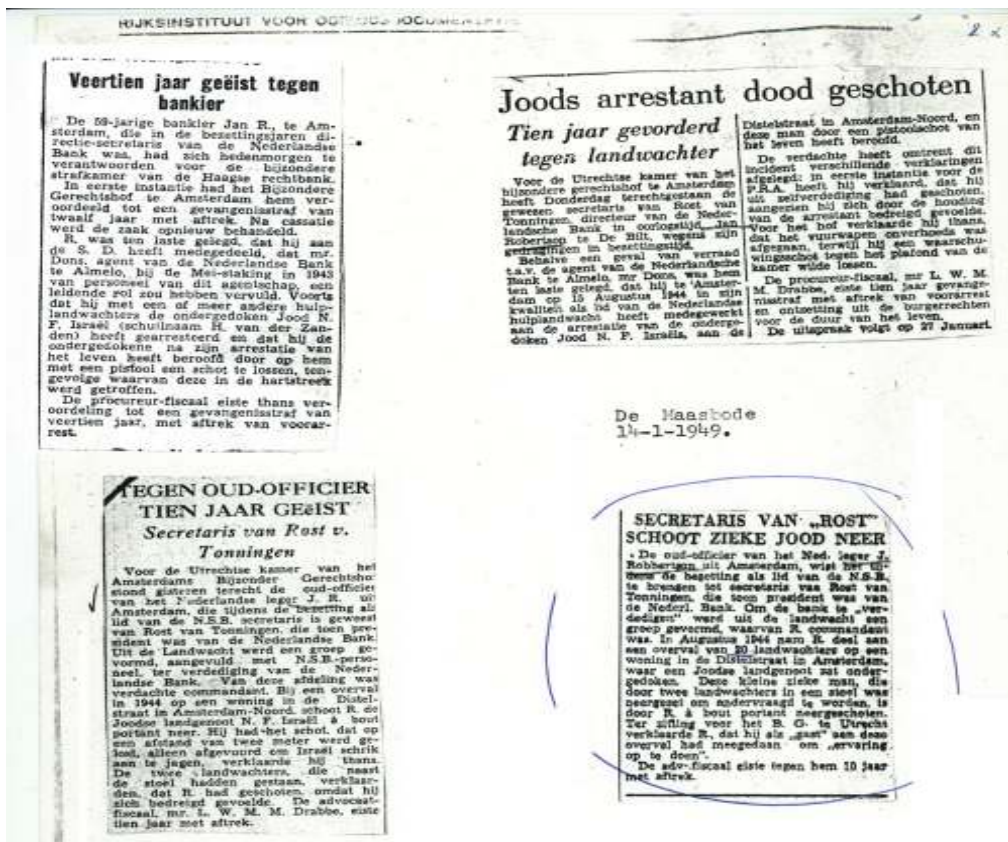 RIJKSINSTITUUT VOOR
2 x
Veertien jaar geëist tegen
bankier
De 59-jarige bankier Jan R., te Am-
sterdam, die in de bezettingsjaren di-
rectie-secretaris van de Nederlandse
Bank was, had zich hedenmorgen te
verantwoorden voor de bijzondere
strafkamer van de Haagse rechtbank.
In eerste instantie had het Bijzondere
Gerechtshof te Amsterdam hem ver-
oordeeld tot een gevangenisstraf van
twaalf jaar met aftrek. Na cassatie
werd de zaak opnieuw behandeld.
R. was ten laste gelegd, dat hij aan
de S. D. heeft medegedeeld, dat mr.
Dons, agent van de Nederlandse Bank
te Almelo, bij de Mei-staking in 1943
van personeel van dit agentschap, een
leidende rol zou hebben vervuld. Voorts
dat hij met een of meer andere hulp-
landwachters de ondergedoken Jood N.
F. Israël (schuilnaam H. van der Zan-
den) heeft gearresteerd en dat hij de
ondergedokene na zijn arrestatie van
het leven heeft beroofd door op hem
met een pistool een schot te lossen, ten-
gevolge waarvan deze in de hartstreek
werd getroffen.
De procureur-fiscaal eiste thans ver-
oordeling tot een gevangenisstraf van
veertien jaar, met aftrek van voorar-
rest.
Joods arrestant dood geschoten
Tien jaar gevorderd
tegen landwachter
Voor de Utrechtse kamer van het
bijzondere gerechtshof te Amsterdam
heeft Donderdag terechtgestaan de
gewezen secretaris van Rost van
Tonningen, directeur van de Neder-
landsche Bank in oorlogstijd, Jan
Robertson te De Bilt, wegens zijn
gedragingen in bezettingstijd.
Behalve een geval van verraad
t.a.v. de agent van de Nederlandsche
Bank te Almelo, mr Dons, was hem
ten laste gelegd, dat hij te Amster-
dam op 15 Augustus 1944 in zijn
kwaliteit als lid van de Nederlandse
hulplandwacht heeft medegewerkt
aan de arrestatie van de onderge-
doken Jood N. F. Israëls, aan de
Distelstraat in Amsterdam-Noord, en
deze man door een pistoolschot van
het leven heeft beroofd.
De verdachte heeft omtrent dit
incident verschillende verklaringen
afgelegd; in eerste instantie voor de
P.R.A. heeft hij verklaard, dat hij
uit zelfverdediging had geschoten,
aangezien hij zich door de houding
van de arrestant bedreigd gevoelde.
Voor het hof verklaarde hij thans,
dat het vuurwapen onverhoeds was
afgegaan, terwijl hij een waarschu-
wingsschot tegen het plafond van de
kamer wilde lossen.
De procureur-fiscaal, mr L. W. M.
M. Drabbe, eiste tien jaar gevange-
nisstraf met aftrek van voorarrest
en ontzetting uit de burgerrechten
voor de duur van het leven.
De uitspraak volgt op 27 Januari.
De Maasbode
14-1-1949.
TEGEN OUD-OFFICIER
TIEN JAAR GEëIST
Secretaris van Rost v.
Tonningen
Voor de Utrechtse kamer van het
Amsterdams Bijzonder Gerechtsho
stond gisteren terecht de oud-officier
van het Nederlandse leger J. R. uit
Amsterdam, die tijdens de bezetting als
lid van de N.S.B. secretaris is geweest
van Rost van Tonningen, die toen pre-
sident was van de Nederlandse Bank.
Uit de Landwacht werd een groep ge-
vormd, aangevuld met N.S.B.-perso-
neel, ter verdediging van de Neder-
landse Bank. Van deze afdeling was
verdachte commandant. Bij een overval
in 1944 op een woning in de Distel-
straat in Amsterdam-Noord, schoot R. de
Joodse landgenoot N. F. Israël à bout
portant neer. Hij had het schot, dat op
een afstand van twee meter werd ge-
lost, alleen afgevuurd om Israël schrik
aan te jagen, verklaarde hij thans.
De twee landwachters, die naast
de stoel hadden gestaan, verklaar-
den, dat R. had geschoten, omdat hij
zich bedreigd gevoelde. De advocaat-
fiscaal, mr. L. W. M. M. Drabbe, eiste
tien jaar met aftrek.
SECRETARIS VAN „ROST”
SCHOOT ZIEKE JOOD NEER
De oud-officier van het Ned. leger J.
Robbertson uit Amsterdam, wist het tij-
dens de bezetting als lid van de N.S.B.
te brengen tot secretaris van Rost van
Tonningen, die toen president was van
de Nederl. Bank. Om de bank te „ver-
dedigen” werd uit de landwacht een
groep gevormd, waarvan R. commandant
was. In Augustus 1944 nam R. deel aan
een overval van 20 landwachters op een
woning in de Distelstraat in Amsterdam,
waar een Joodse landgenoot zat onder-
gedoken. Deze kleine zieke man, die
door twee landwachters in een stoel was
neergezet om ondervraagd te worden, is
door R. à bout portant neergeschoten.
Ter zitting voor het B. G. te Utrecht
verklaarde R., dat hij als „gast” aan deze
overval had meegedaan om „ervaring
op te doen”.
De adv-fiscaal eiste tegen hem 10 jaar
met aftrek.